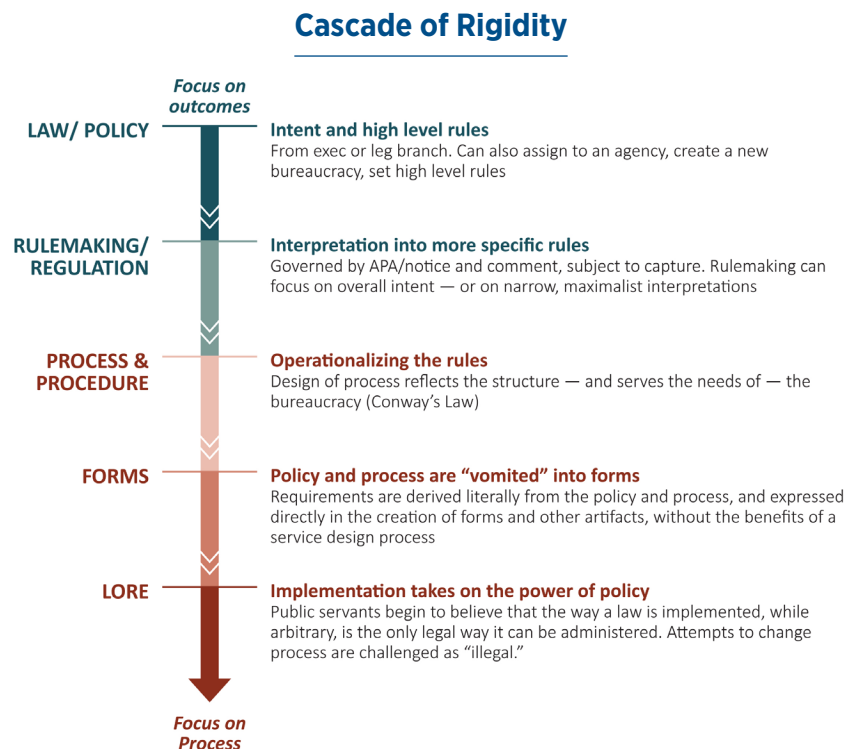 Cascade of Rigidity
Focus on
outcomes
LAW/ POLICY
Intent and high level rules
From exec or leg branch. Can also assign to an agency, create a new
bureaucracy, set high level rules
RULEMAKING/
REGULATION
Interpretation into more specific rules
Governed by APA/notice and comment, subject to capture. Rulemaking can
focus on overall intent — or on narrow, maximalist interpretations
PROCESS &
PROCEDURE
Operationalizing the rules
Design of process reflects the structure — and serves the needs of — the
bureaucracy (Conway’s Law)
FORMS
Policy and process are “vomited” into forms
Requirements are derived literally from the policy and process, and expressed
directly in the creation of forms and other artifacts, without the benefits of a
service design process
LORE
Implementation takes on the power of policy
Public servants begin to believe that the way a law is implemented, while
arbitrary, is the only legal way it can be administered. Attempts to change
process are challenged as “illegal.”
Focus on
Process